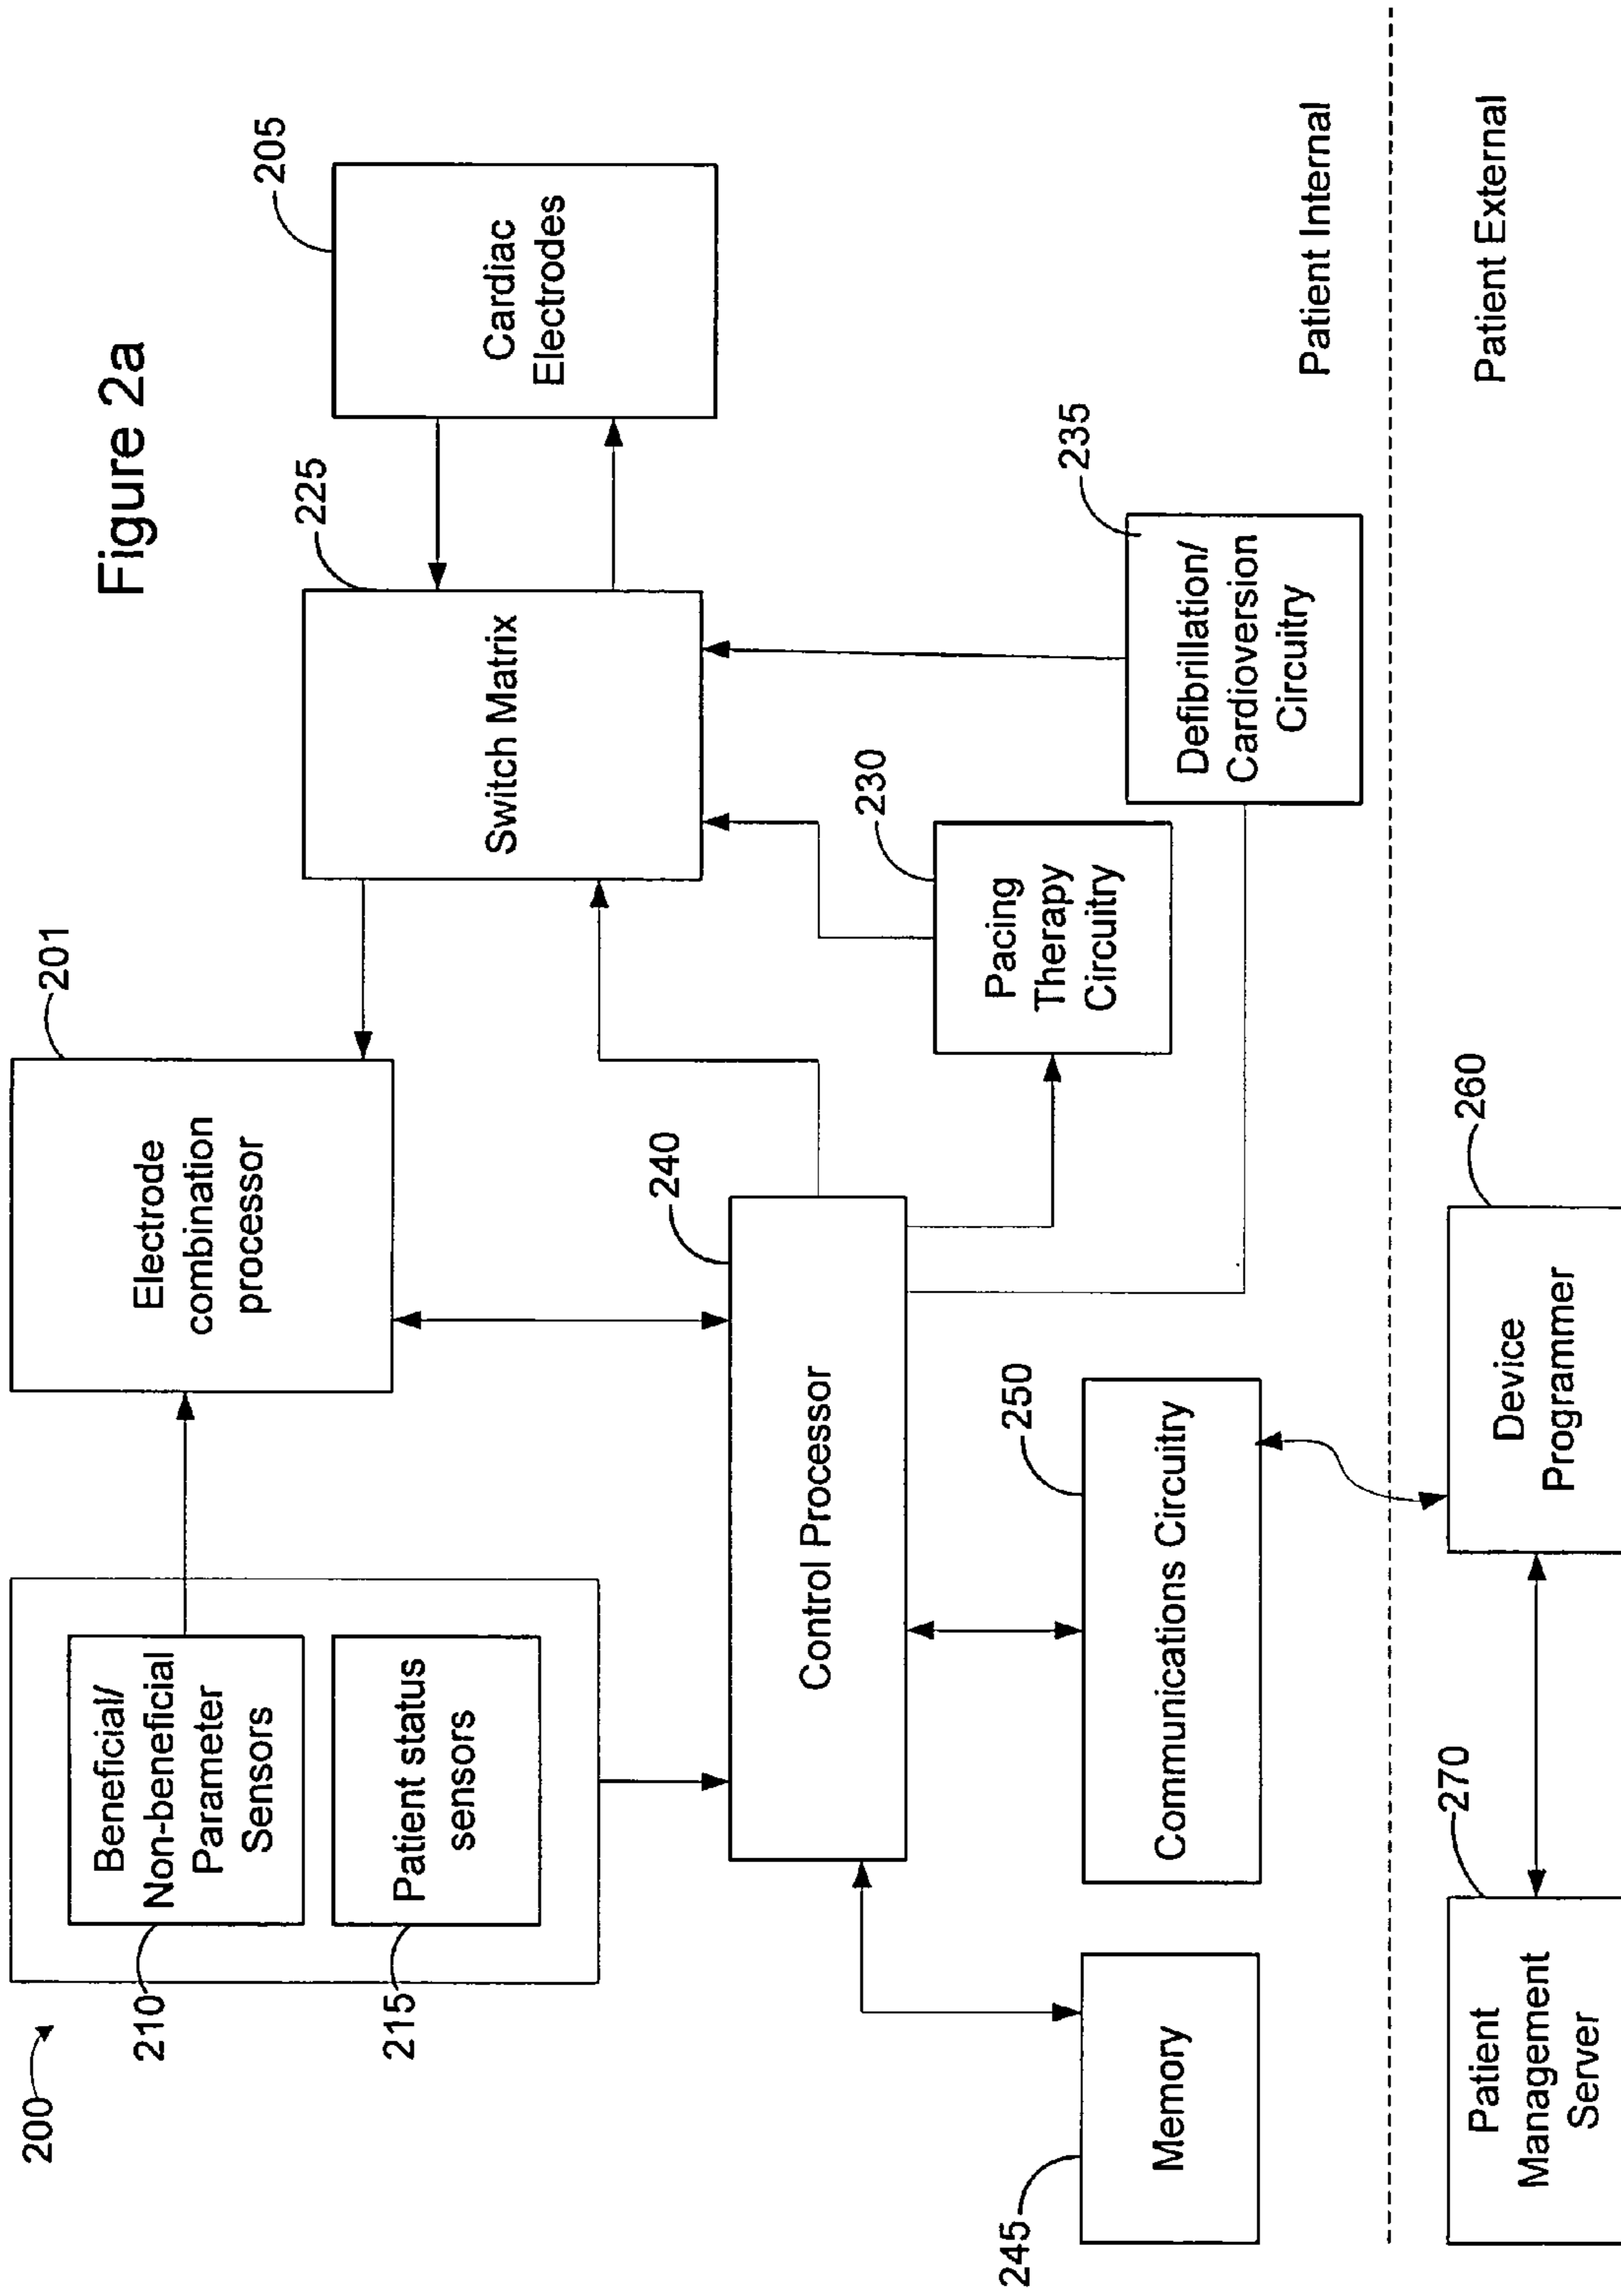 Figure 2a
200
210
Beneficial/
Non-beneficial
Parameter
Sensors
215
Patient status
sensors
201
Electrode
combination
processor
225
Switch Matrix
205
Cardiac
Electrodes
240
Control Processor
230
Pacing
Therapy
Circuitry
235
Defibrillation/
Cardioversion
Circuitry
245
Memory
250
Communications Circuitry
Patient Internal
Patient External
270
Patient
Management
Server
260
Device
Programmer